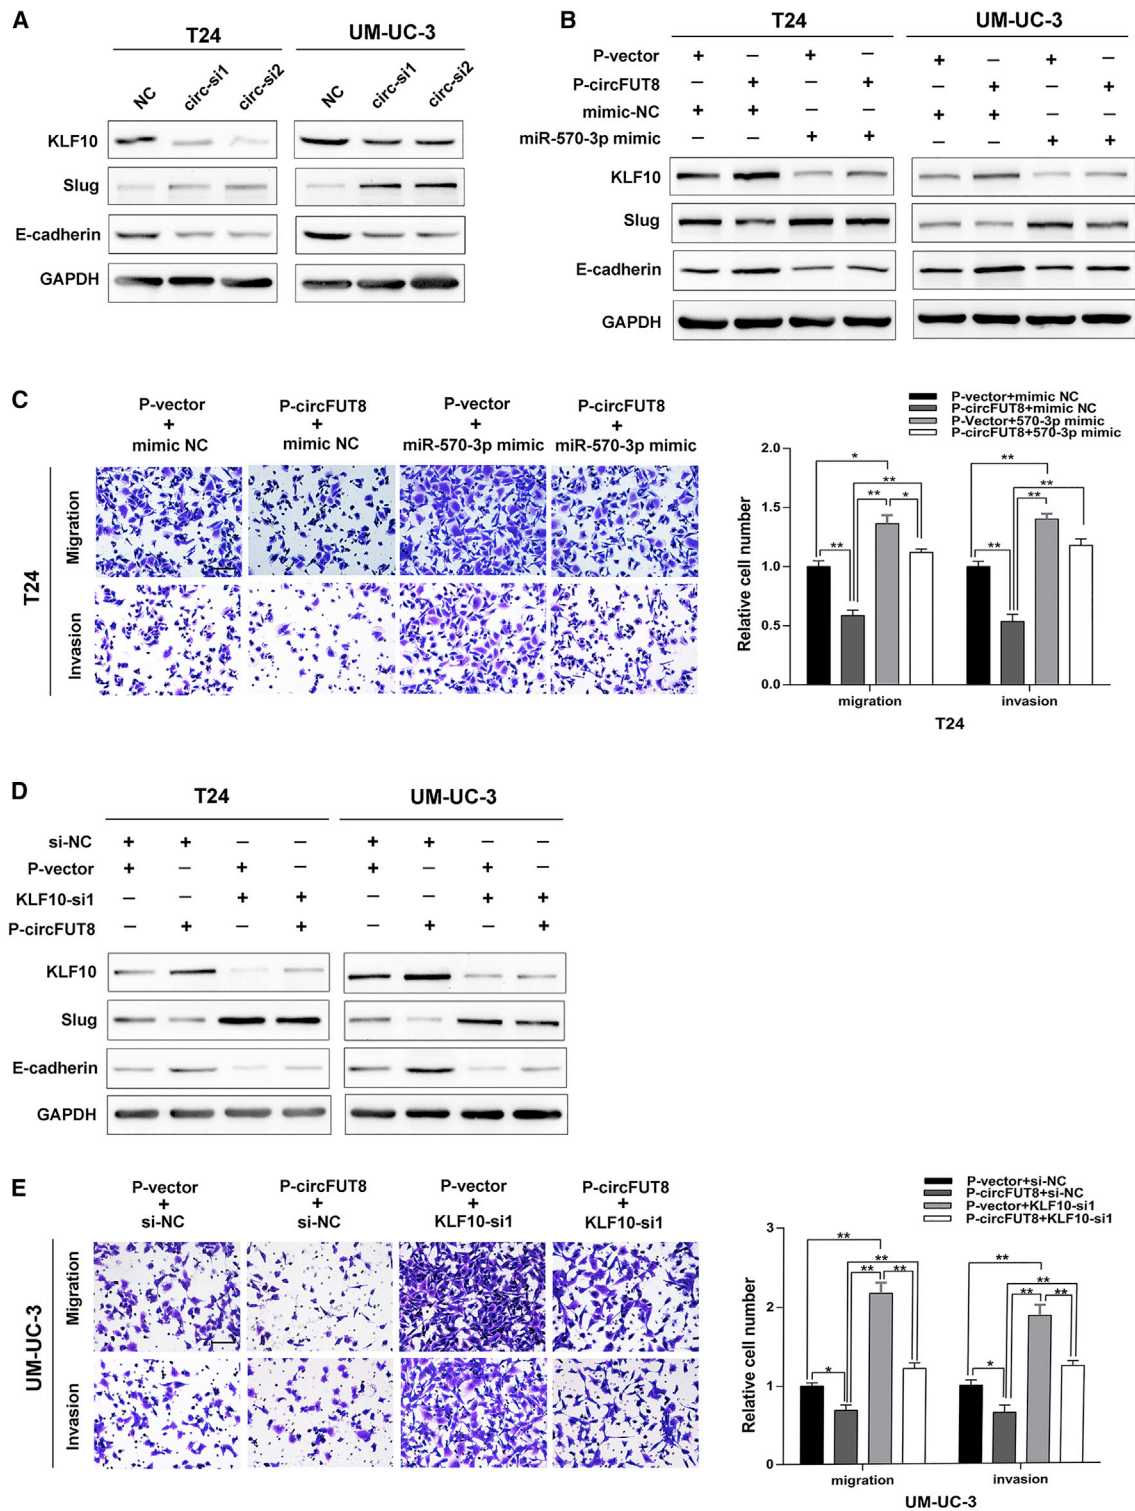 A
T24
UM-UC-3
NC
circ-si1
circ-si2
NC
circ-si1
circ-si2
KLF10
Slug
E-cadherin
GAPDH
B
T24
UM-UC-3
P-vector + – + – + – + –
P-circFUT8 – + – + – + – +
mimic-NC + + – – + + – –
miR-570-3p mimic – – + + – – + +
KLF10
Slug
E-cadherin
GAPDH
C
P-vector
+
mimic NC
P-circFUT8
+
mimic NC
P-vector
+
miR-570-3p mimic
P-circFUT8
+
miR-570-3p mimic
T24
Migration
Invasion
P-vector+mimic NC
P-circFUT8+mimic NC
P-Vector+570-3p mimic
P-circFUT8+570-3p mimic
Relative cell number
2.0
1.5
1.0
0.5
0.0
*
**
**
*
**
**
**
**
**
migration
invasion
T24
D
T24
UM-UC-3
si-NC + + – – + + – –
P-vector + – + – + – + –
KLF10-si1 – – + + – – + +
P-circFUT8 – + – + – + – +
KLF10
Slug
E-cadherin
GAPDH
E
P-vector
+
si-NC
P-circFUT8
+
si-NC
P-vector
+
KLF10-si1
P-circFUT8
+
KLF10-si1
UM-UC-3
Migration
Invasion
P-vector+si-NC
P-circFUT8+si-NC
P-vector+KLF10-si1
P-circFUT8+KLF10-si1
Relative cell number
3
2
1
0
**
**
**
**
*
**
**
**
**
*
migration
invasion
UM-UC-3